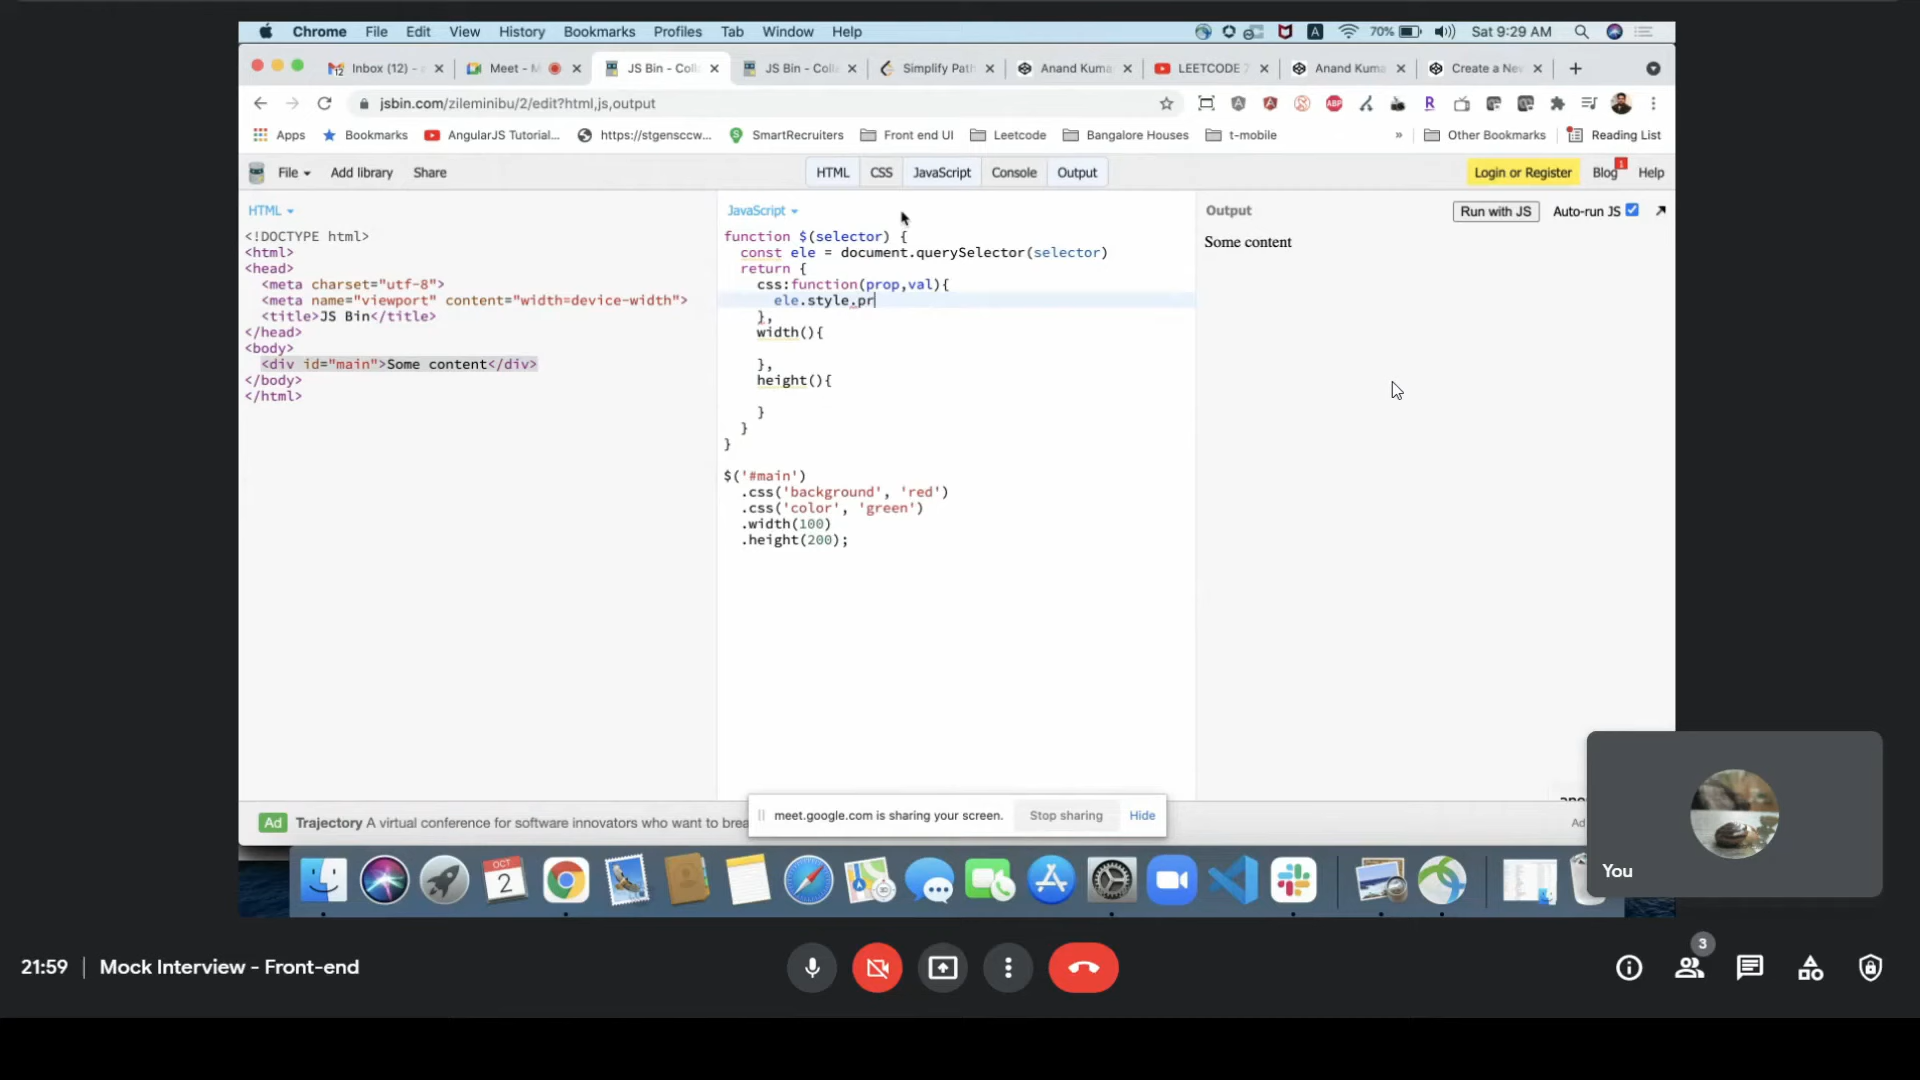 Chrome File Edit View History Bookmarks Profiles Tab Window Help
A 70% Sat 9:29 AM
Inbox (12) -
Meet - M
JS Bin - Coll
JS Bin - Coll
Simplify Path
Anand Kuma
LEETCODE 7
Anand Kuma
Create a New
jsbin.com/zileminibu/2/edit?html,js,output
ABP
R
Apps Bookmarks AngularJS Tutorial... https://stgensccw... SmartRecruiters Front end UI Leetcode Bangalore Houses t-mobile » Other Bookmarks Reading List
File Add library Share HTML CSS JavaScript Console Output Login or Register Blog 1 Help
HTML
<!DOCTYPE html>
<html>
<head>
<meta charset="utf-8">
<meta name="viewport" content="width=device-width">
<title>JS Bin</title>
</head>
<body>
<div id="main">Some content</div>
</body>
</html>
JavaScript
function $(selector) {
const ele = document.querySelector(selector)
return {
css:function(prop,val){
ele.style.pr
},
width(){
},
height(){
}
}
}
$('#main')
.css('background', 'red')
.css('color', 'green')
.width(100)
.height(200);
Output Run with JS Auto-run JS
Some content
Ad Trajectory A virtual conference for software innovators who want to brea
meet.google.com is sharing your screen. Stop sharing Hide
Ad
OCT
2
You
21:59 Mock Interview - Front-end
3